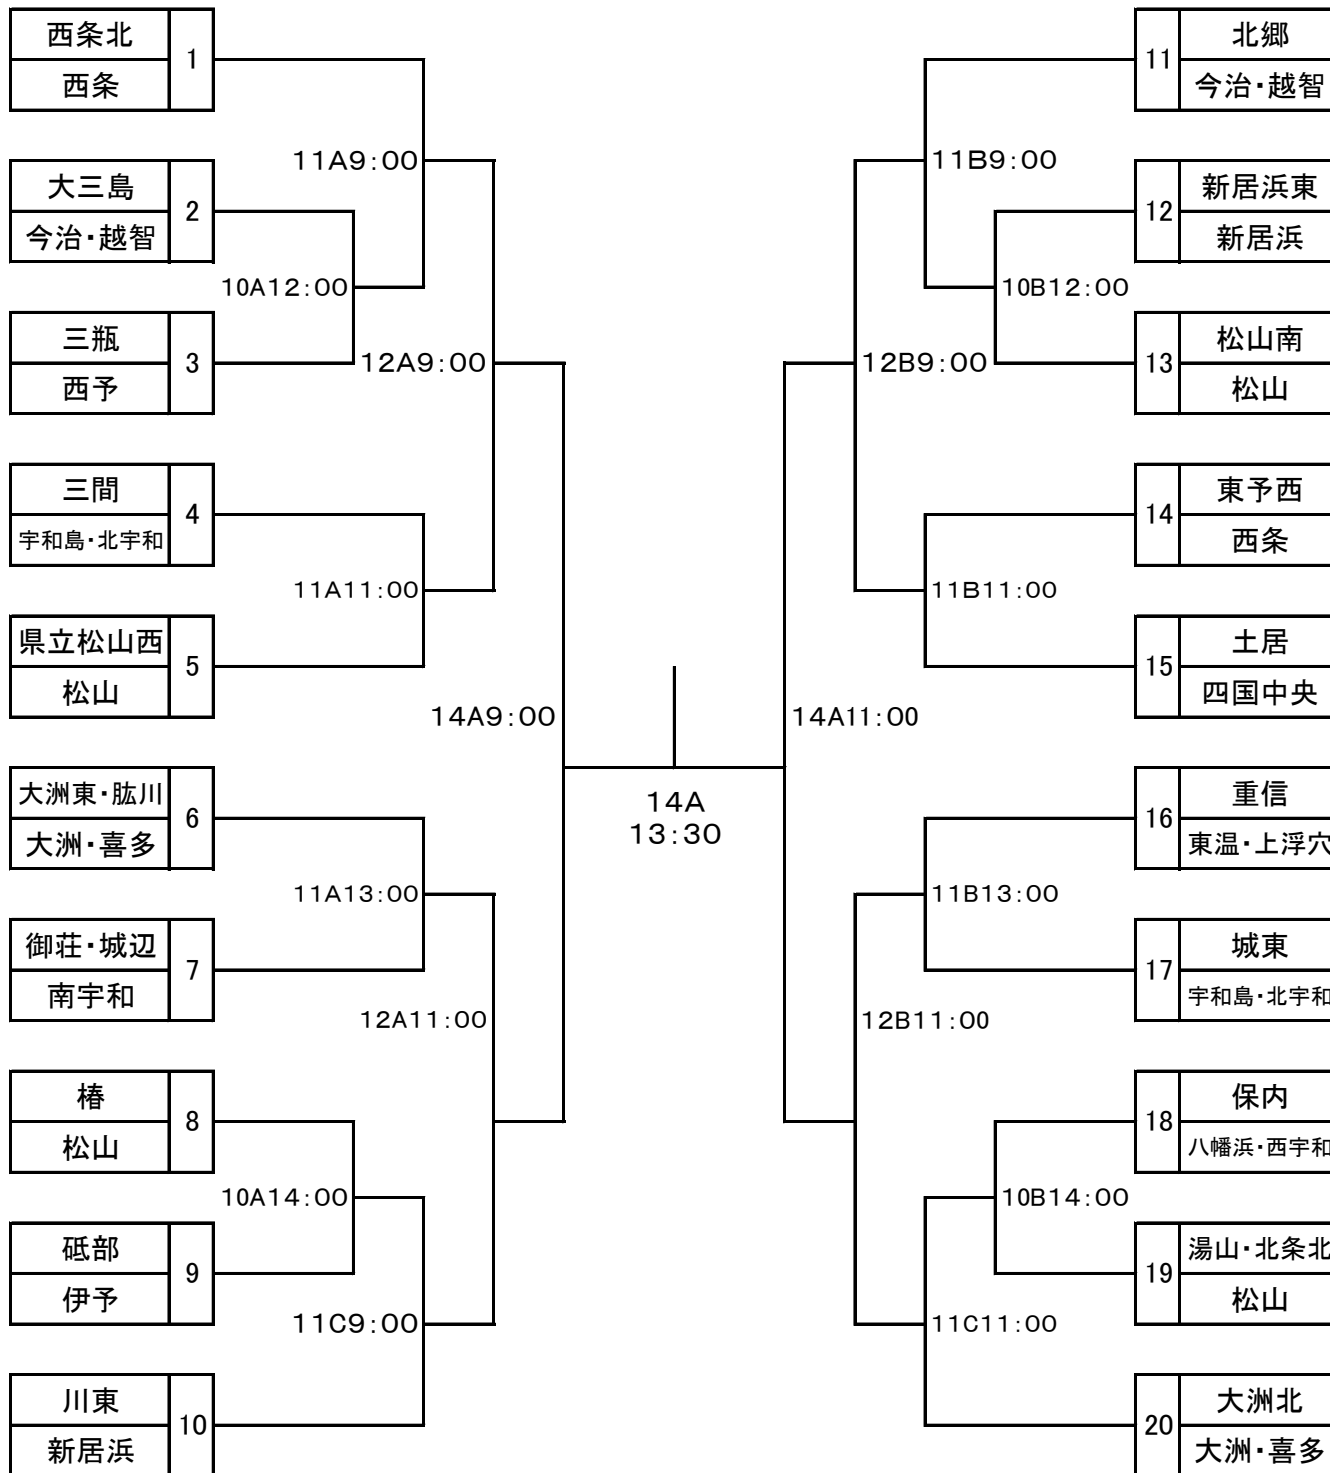 西条北
1
西条
大三島
2
今治・越智
三瓶
3
西予
三間
4
宇和島・北宇和
県立松山西
5
松山
大洲東・肱川
6
大洲・喜多
御荘・城辺
7
南宇和
椿
8
松山
砥部
9
伊予
川東
10
新居浜
11A9:00
10A12:00
12A9:00
11A11:00
14A9:00
11A13:00
12A11:00
10A14:00
11C9:00
14A
13:30
11B9:00
10B12:00
12B9:00
11B11:00
14A11:00
11B13:00
12B11:00
10B14:00
11C11:00
北郷
11
今治・越智
新居浜東
12
新居浜
松山南
13
松山
東予西
14
西条
土居
15
四国中央
重信
16
東温・上浮穴
城東
17
宇和島・北宇和
保内
18
八幡浜・西宇和
湯山・北条北
19
松山
大洲北
20
大洲・喜多